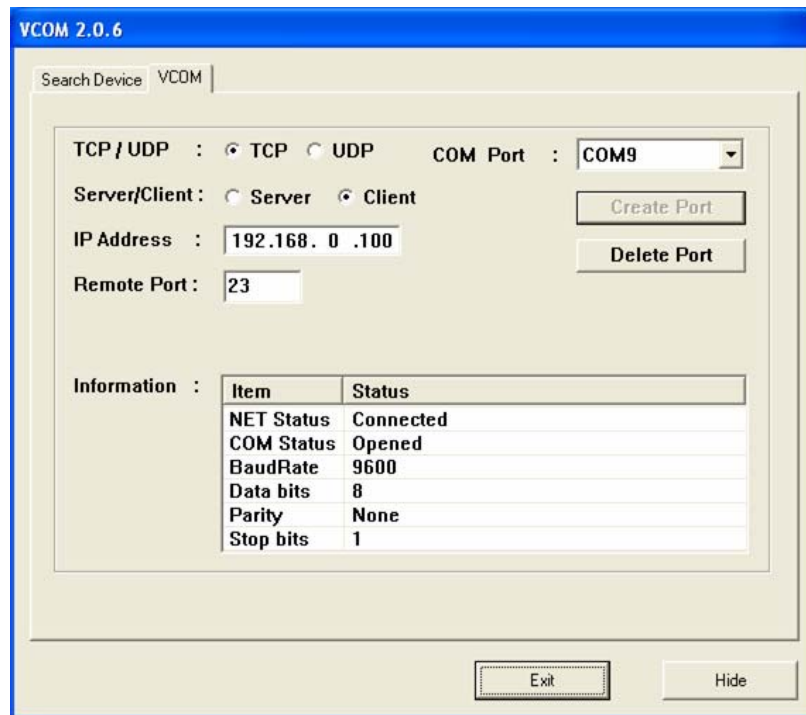 VCOM 2.0.6
Search Device VCOM
TCP / UDP : TCP UDP COM Port : COM9
Server/Client : Server Client
Create Port
IP Address : 192.168. 0 .100
Delete Port
Remote Port : 23
Information : Item Status
NET Status Connected
COM Status Opened
BaudRate 9600
Data bits 8
Parity None
Stop bits 1
Exit Hide